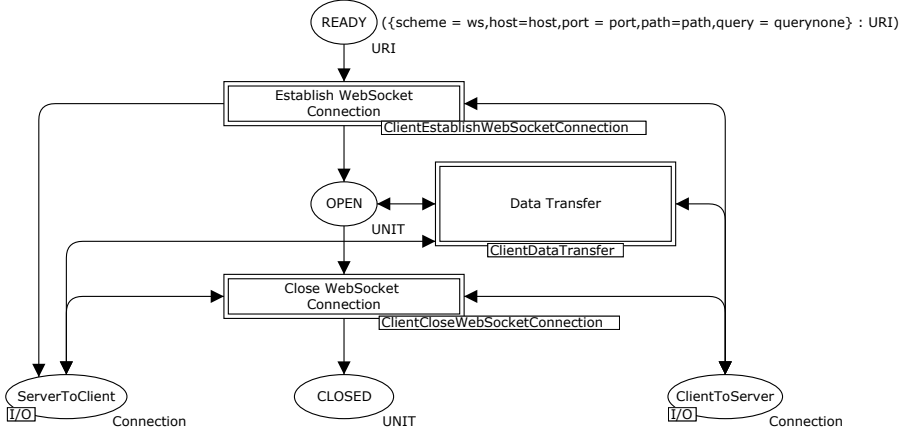 READY
({scheme = ws,host=host,port = port,path=path,query = querynone} : URI)
URI
Establish WebSocket
Connection
ClientEstablishWebSocketConnection
OPEN
UNIT
Data Transfer
ClientDataTransfer
Close WebSocket
Connection
ClientCloseWebSocketConnection
ServerToClient
I/O
Connection
CLOSED
UNIT
ClientToServer
I/O
Connection